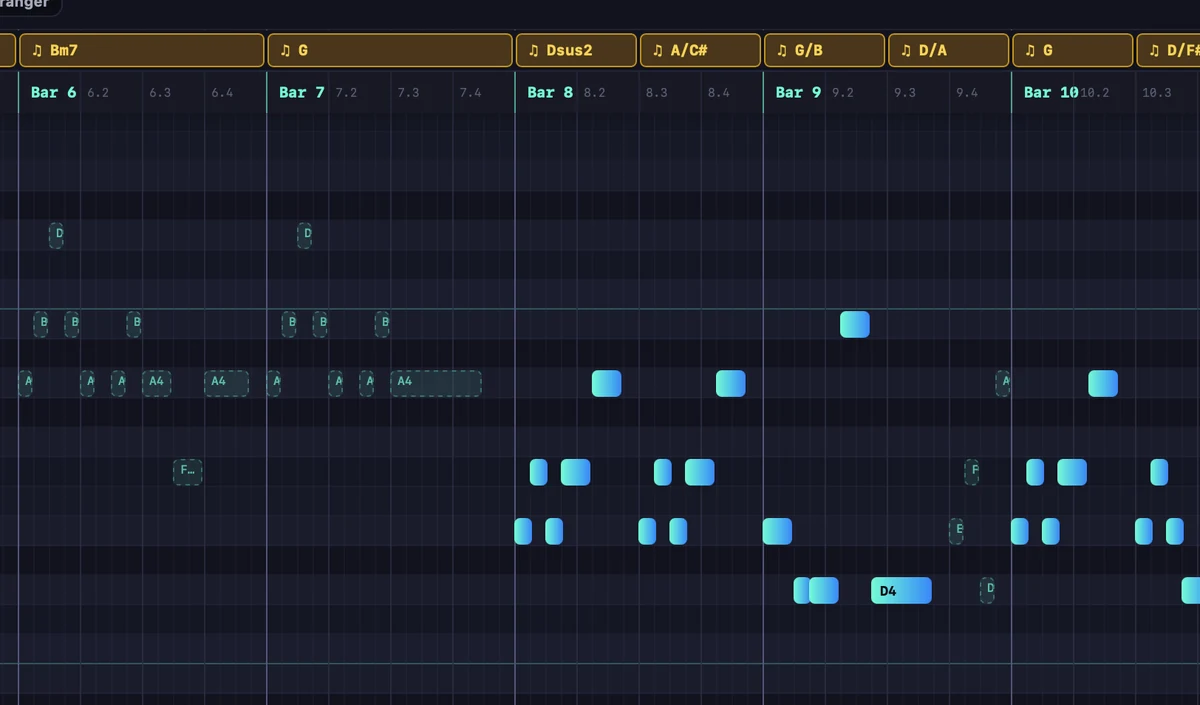 ranger
♫ Bm7 ♫ G ♫ Dsus2 ♫ A/C# ♫ G/B ♫ D/A ♫ G ♫ D/F#
Bar 6 6.2 6.3 6.4 Bar 7 7.2 7.3 7.4 Bar 8 8.2 8.3 8.4 Bar 9 9.2 9.3 9.4 Bar 10 10.2 10.3
D D
B B B B B B
A A A A4 A4 A A A A4 A
F… F
E
D4 D